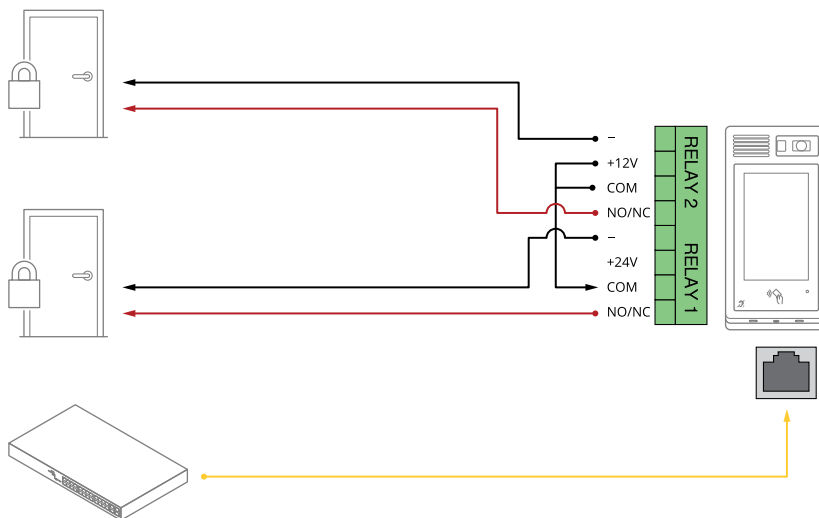 –
+12V
COM
NO/NC
–
+24V
COM
NO/NC
RELAY 2
RELAY 1